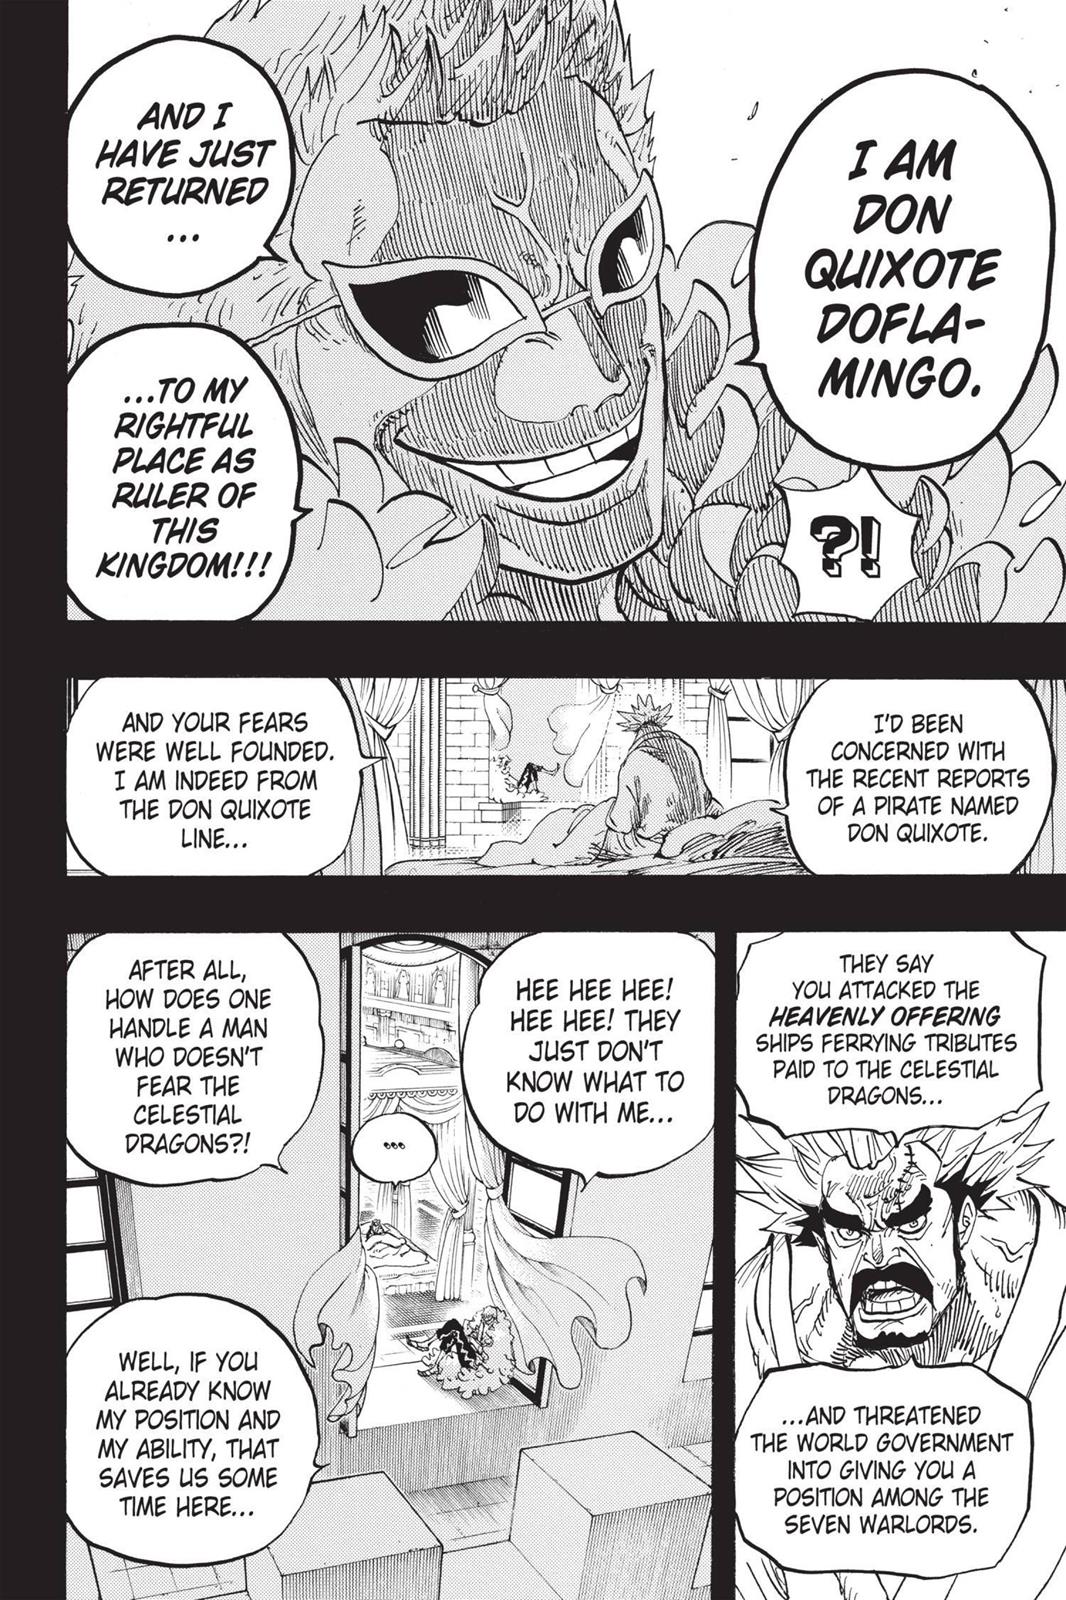 I AM
DON
QUIXOTE
DOFLA-
MINGO.
?!
AND I
HAVE JUST
RETURNED
...
...TO MY
RIGHTFUL
PLACE AS
RULER OF
THIS
KINGDOM!!!
I'D BEEN
CONCERNED WITH
THE RECENT REPORTS
OF A PIRATE NAMED
DON QUIXOTE.
AND YOUR FEARS
WERE WELL FOUNDED.
I AM INDEED FROM
THE DON QUIXOTE
LINE...
THEY SAY
YOU ATTACKED THE
HEAVENLY OFFERING
SHIPS FERRYING TRIBUTES
PAID TO THE CELESTIAL
DRAGONS...
...AND THREATENED
THE WORLD GOVERNMENT
INTO GIVING YOU A
POSITION AMONG THE
SEVEN WARLORDS.
HEE HEE HEE!
HEE HEE! THEY
JUST DON'T
KNOW WHAT TO
DO WITH ME...
...
AFTER ALL,
HOW DOES ONE
HANDLE A MAN
WHO DOESN'T
FEAR THE
CELESTIAL
DRAGONS?!
WELL, IF YOU
ALREADY KNOW
MY POSITION AND
MY ABILITY, THAT
SAVES US SOME
TIME HERE...